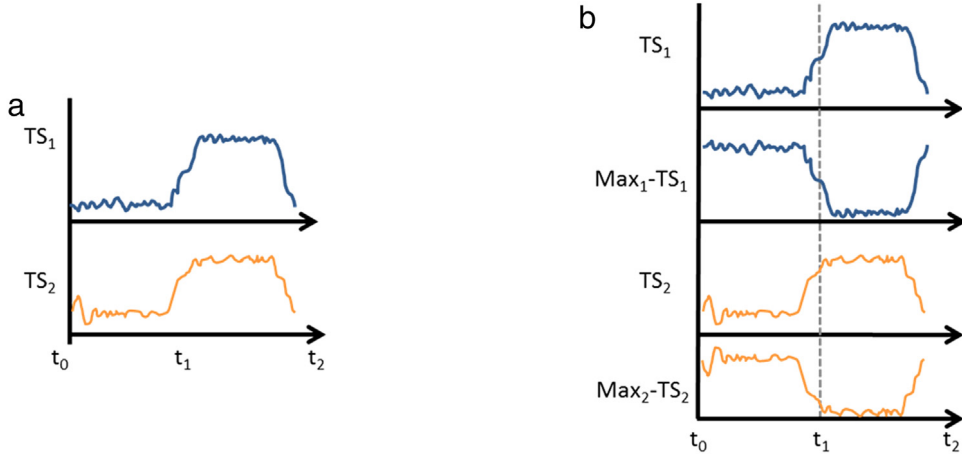 a
TS₁
TS₂
t₀ t₁ t₂
b
TS₁
Max₁-TS₁
TS₂
Max₂-TS₂
t₀ t₁ t₂